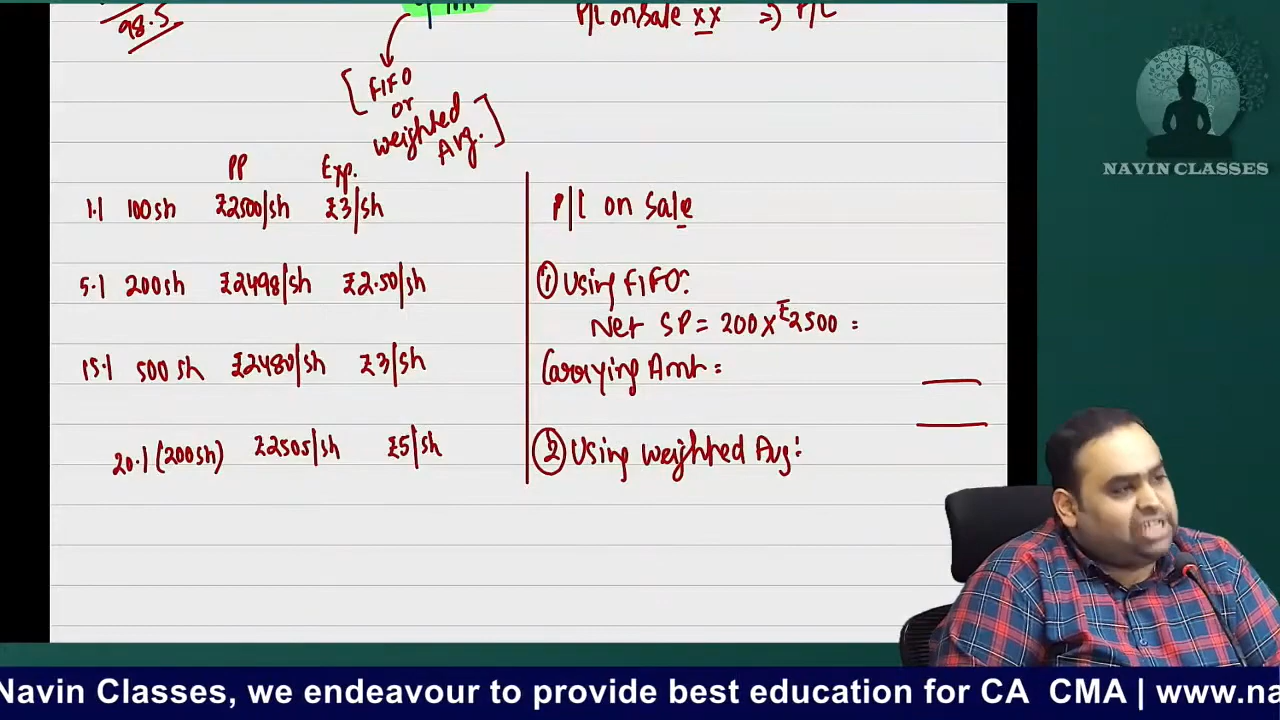 98.5
P/L on Sale xx => P/L
[FIFO
or
weighted
Avg.]
PP Exp.
1.1 100sh ₹2500/sh ₹3/sh
5.1 200sh ₹2498/sh ₹2.50/sh
15.1 500 sh ₹2480/sh ₹3/sh
20.1 (200sh) ₹2505/sh ₹5/sh
P/L on Sale
① Using FIFO:
Net SP = 200 x ₹2500 =
Carrying Amt =
② Using weighted Avg:
NAVIN CLASSES
Navin Classes, we endeavour to provide best education for CA CMA | www.na